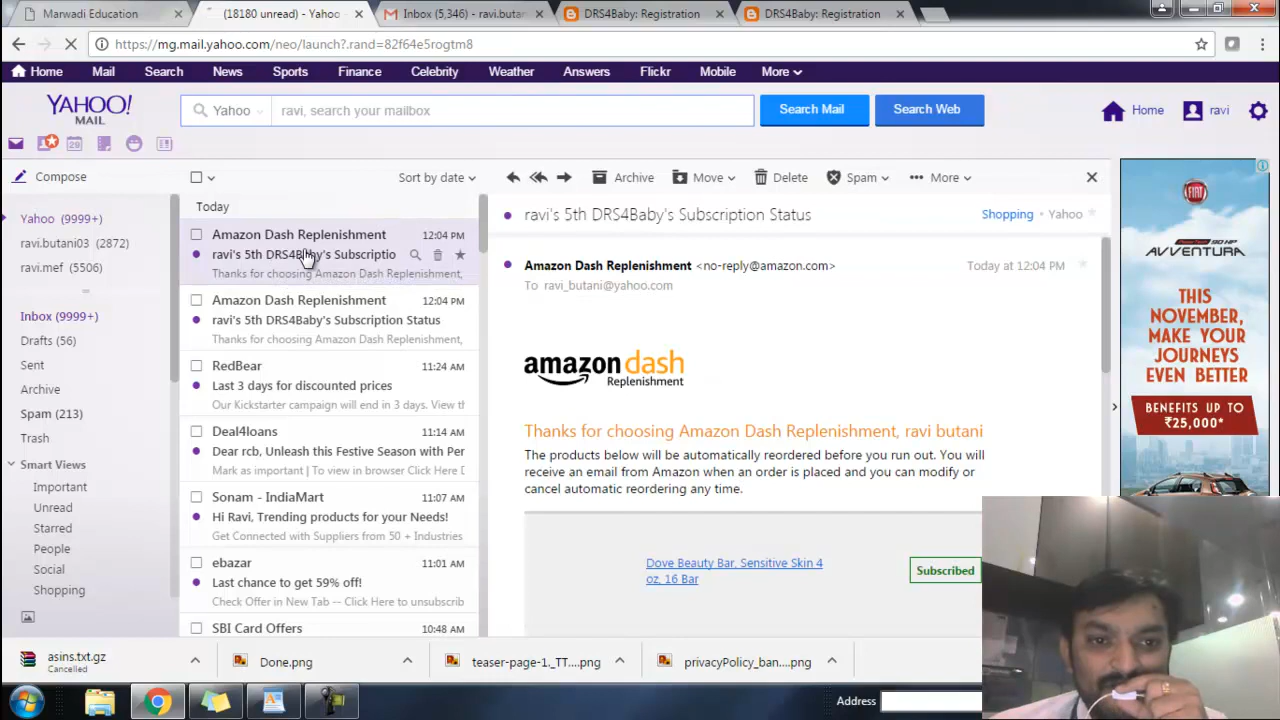 Marwadi Education
(18180 unread) - Yahoo
Inbox (5,346) - ravi.butan
DRS4Baby: Registration
DRS4Baby: Registration
https://mg.mail.yahoo.com/neo/launch?.rand=82f64e5rogtm8
Home Mail Search News Sports Finance Celebrity Weather Answers Flickr Mobile More
YAHOO!
MAIL
Yahoo
ravi, search your mailbox
Search Mail
Search Web
Home
ravi
29
Compose
Sort by date
Archive
Move
Delete
Spam
More
Yahoo (9999+)
ravi.butani03 (2872)
ravi.mef (5506)
Inbox (9999+)
Drafts (56)
Sent
Archive
Spam (213)
Trash
Smart Views
Important
Unread
Starred
People
Social
Shopping
Today
Amazon Dash Replenishment 12:04 PM
ravi's 5th DRS4Baby's Subscriptio
Thanks for choosing Amazon Dash Replenishment,
Amazon Dash Replenishment 12:04 PM
ravi's 5th DRS4Baby's Subscription Status
Thanks for choosing Amazon Dash Replenishment,
RedBear 11:24 AM
Last 3 days for discounted prices
Our Kickstarter campaign will end in 3 days. View th
Deal4loans 11:14 AM
Dear rcb, Unleash this Festive Season with Per
Mark as important | To view in browser Click Here D
Sonam - IndiaMart 11:07 AM
Hi Ravi, Trending products for your Needs!
Get Connected with Suppliers from 50 + Industries
ebazar 11:01 AM
Last chance to get 59% off!
Check Offer in New Tab -- Click Here to unsubscrib
SBI Card Offers 10:48 AM
ravi's 5th DRS4Baby's Subscription Status
Shopping • Yahoo
Amazon Dash Replenishment <no-reply@amazon.com>
Today at 12:04 PM
To ravi_butani@yahoo.com
amazon dash
Replenishment
Thanks for choosing Amazon Dash Replenishment, ravi butani
The products below will be automatically reordered before you run out. You will
receive an email from Amazon when an order is placed and you can modify or
cancel automatic reordering any time.
Dove Beauty Bar, Sensitive Skin 4
oz, 16 Bar
Subscribed
FIAT
AVVENTURA
THIS
NOVEMBER,
MAKE YOUR
JOURNEYS
EVEN BETTER
BENEFITS UP TO
₹25,000*
asins.txt.gz
Cancelled
Done.png
teaser-page-1._TT....png
privacyPolicy_ban....png
Address